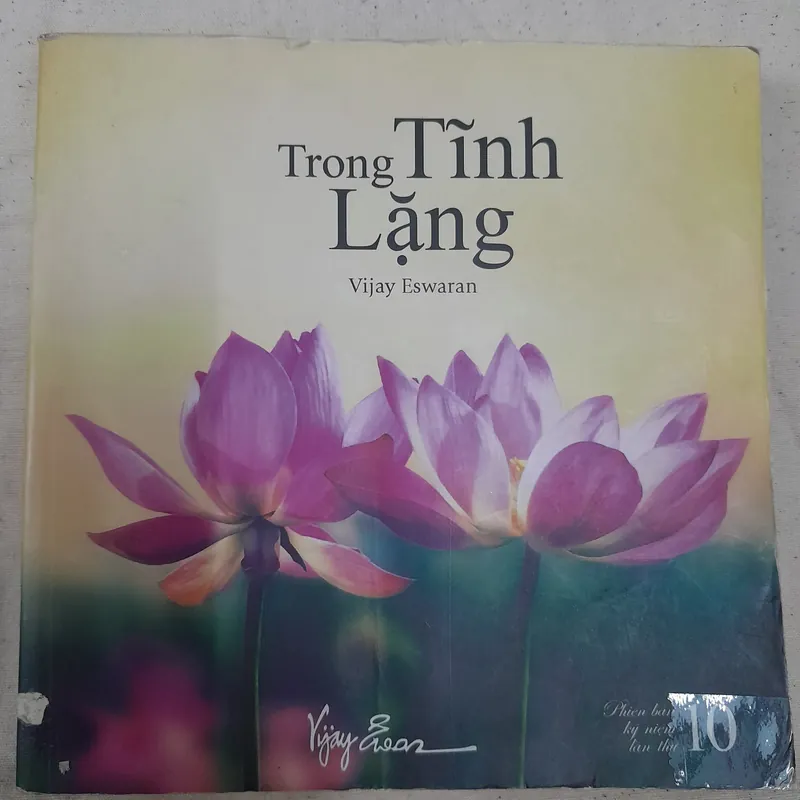 Trong Tĩnh
Lặng
Vijay Eswaran
Vijay Eswaran
Phiên bản
kỷ niệm
lần thứ 10